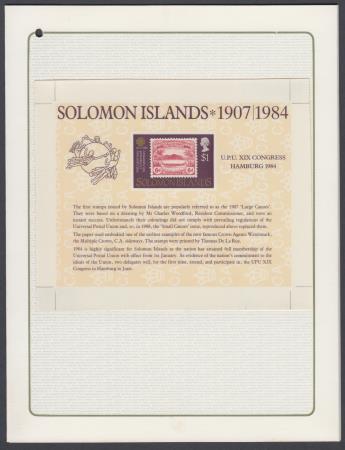 SOLOMON ISLANDS*1907|1984
U.P.U. XIX CONGRESS
HAMBURG 1984
$1
SOLOMON ISLANDS
The first stamps issued by Solomon Islands are popularly referred to as the 1907 'Large Canoes'.
They were based on a drawing by Mr Charles Woodford, Resident Commissioner, and were an
instant success. Unfortunately their colourings did not comply with prevailing regulations of the
Universal Postal Union and, so, in 1908, the 'Small Canoes' issue, reproduced above replaced them.
The paper used embodied one of the earliest examples of the now famous Crown Agents Watermark,
the Multiple Crown, C.A. sideways. The stamps were printed by Thomas De La Rue.
1984 is highly significant for Solomon Islands as the nation has attained full membership of the
Universal Postal Union with effect from 1st January. As evidence of the nation's commitment to the
ideals of the Union, two delegates will, for the first time, attend, and participate in, the UPU XIX
Congress in Hamburg in June.